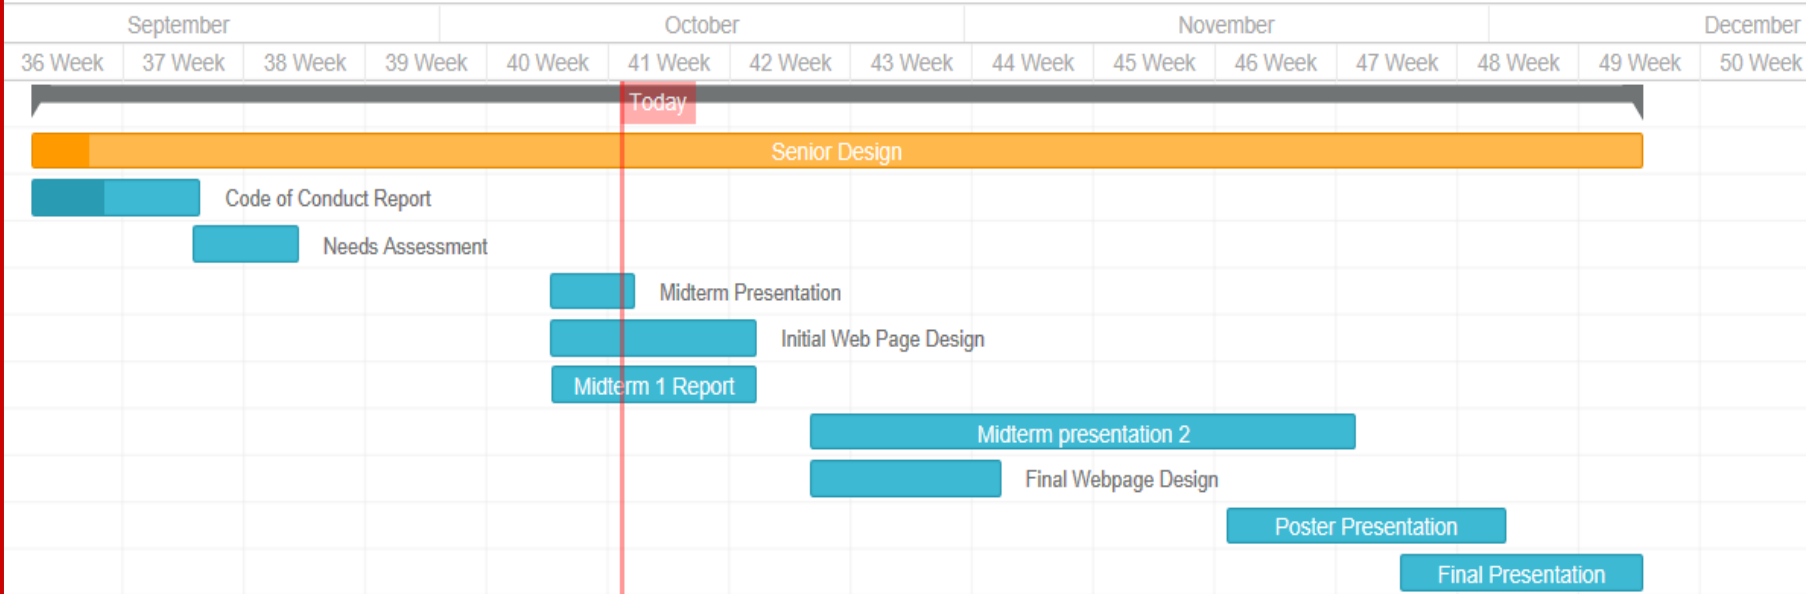 September October November December
36 Week 37 Week 38 Week 39 Week 40 Week 41 Week 42 Week 43 Week 44 Week 45 Week 46 Week 47 Week 48 Week 49 Week 50 Week
Today
Senior Design
Code of Conduct Report
Needs Assessment
Midterm Presentation
Initial Web Page Design
Midterm 1 Report
Midterm presentation 2
Final Webpage Design
Poster Presentation
Final Presentation